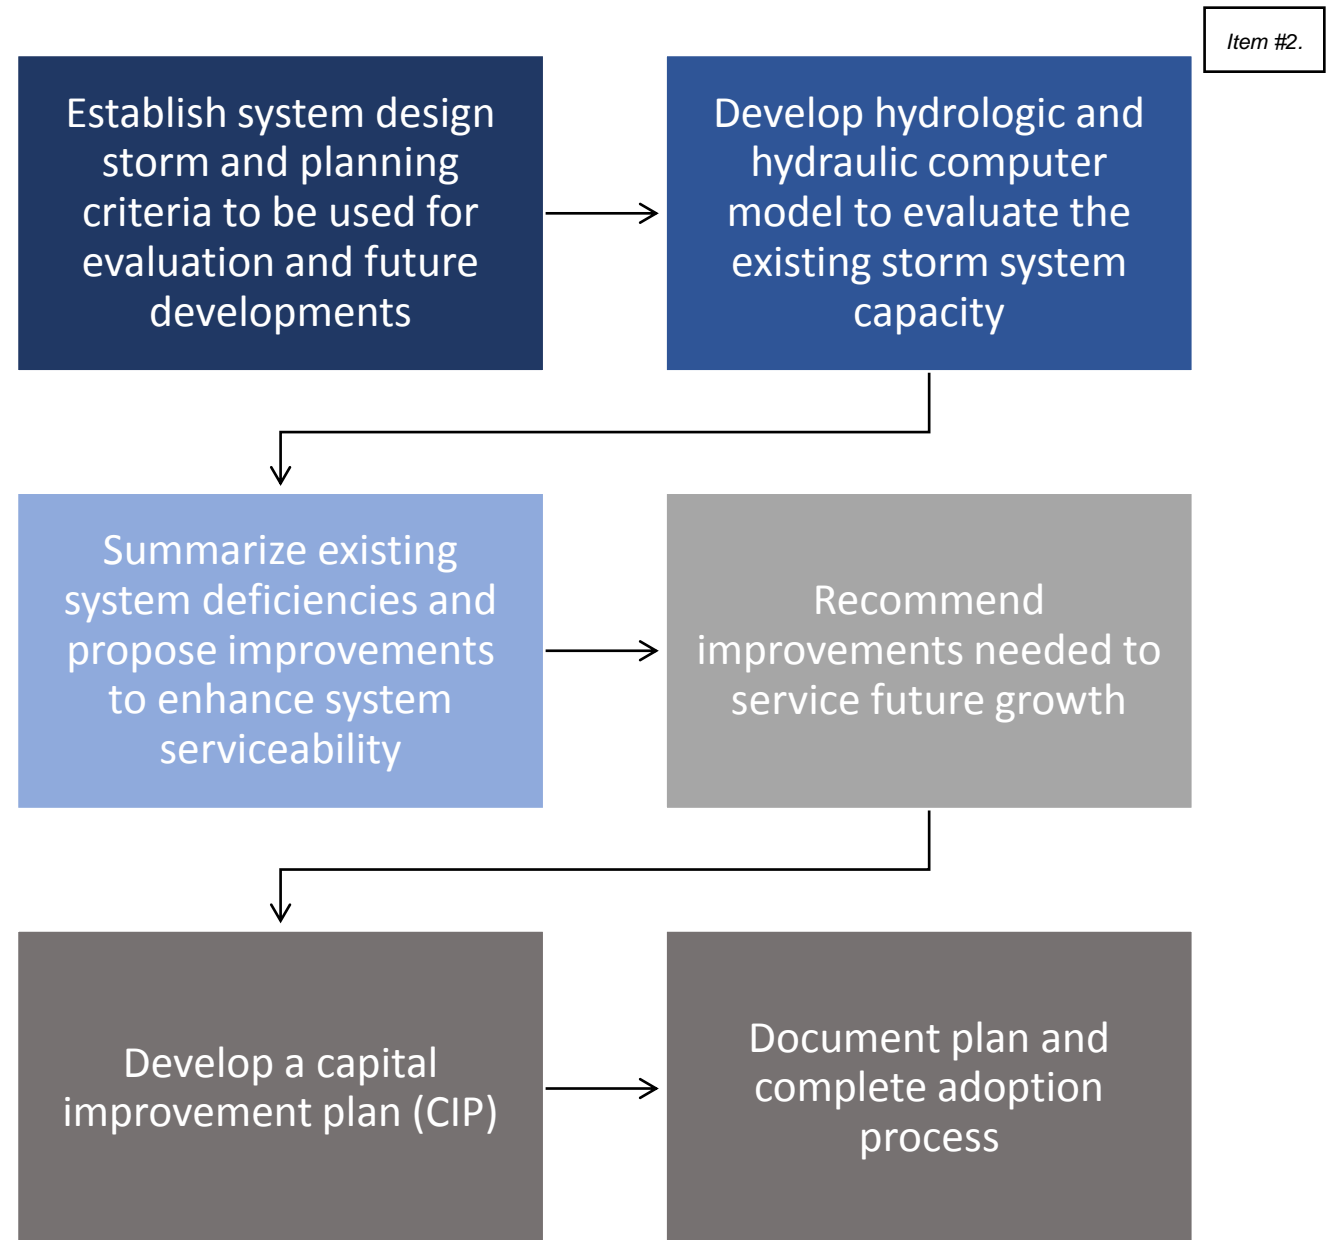 Item #2.
Establish system design
storm and planning
criteria to be used for
evaluation and future
developments
Develop hydrologic and
hydraulic computer
model to evaluate the
existing storm system
capacity
Summarize existing
system deficiencies and
propose improvements
to enhance system
serviceability
Recommend
improvements needed to
service future growth
Develop a capital
improvement plan (CIP)
Document plan and
complete adoption
process